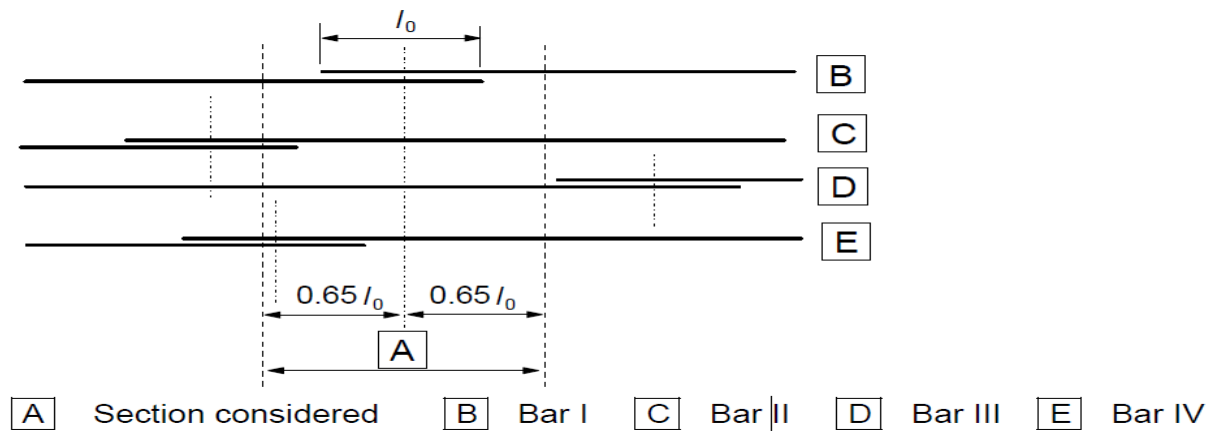 l0
B
C
D
E
0.65 l0 0.65 l0
A
A Section considered B Bar I C Bar II D Bar III E Bar IV